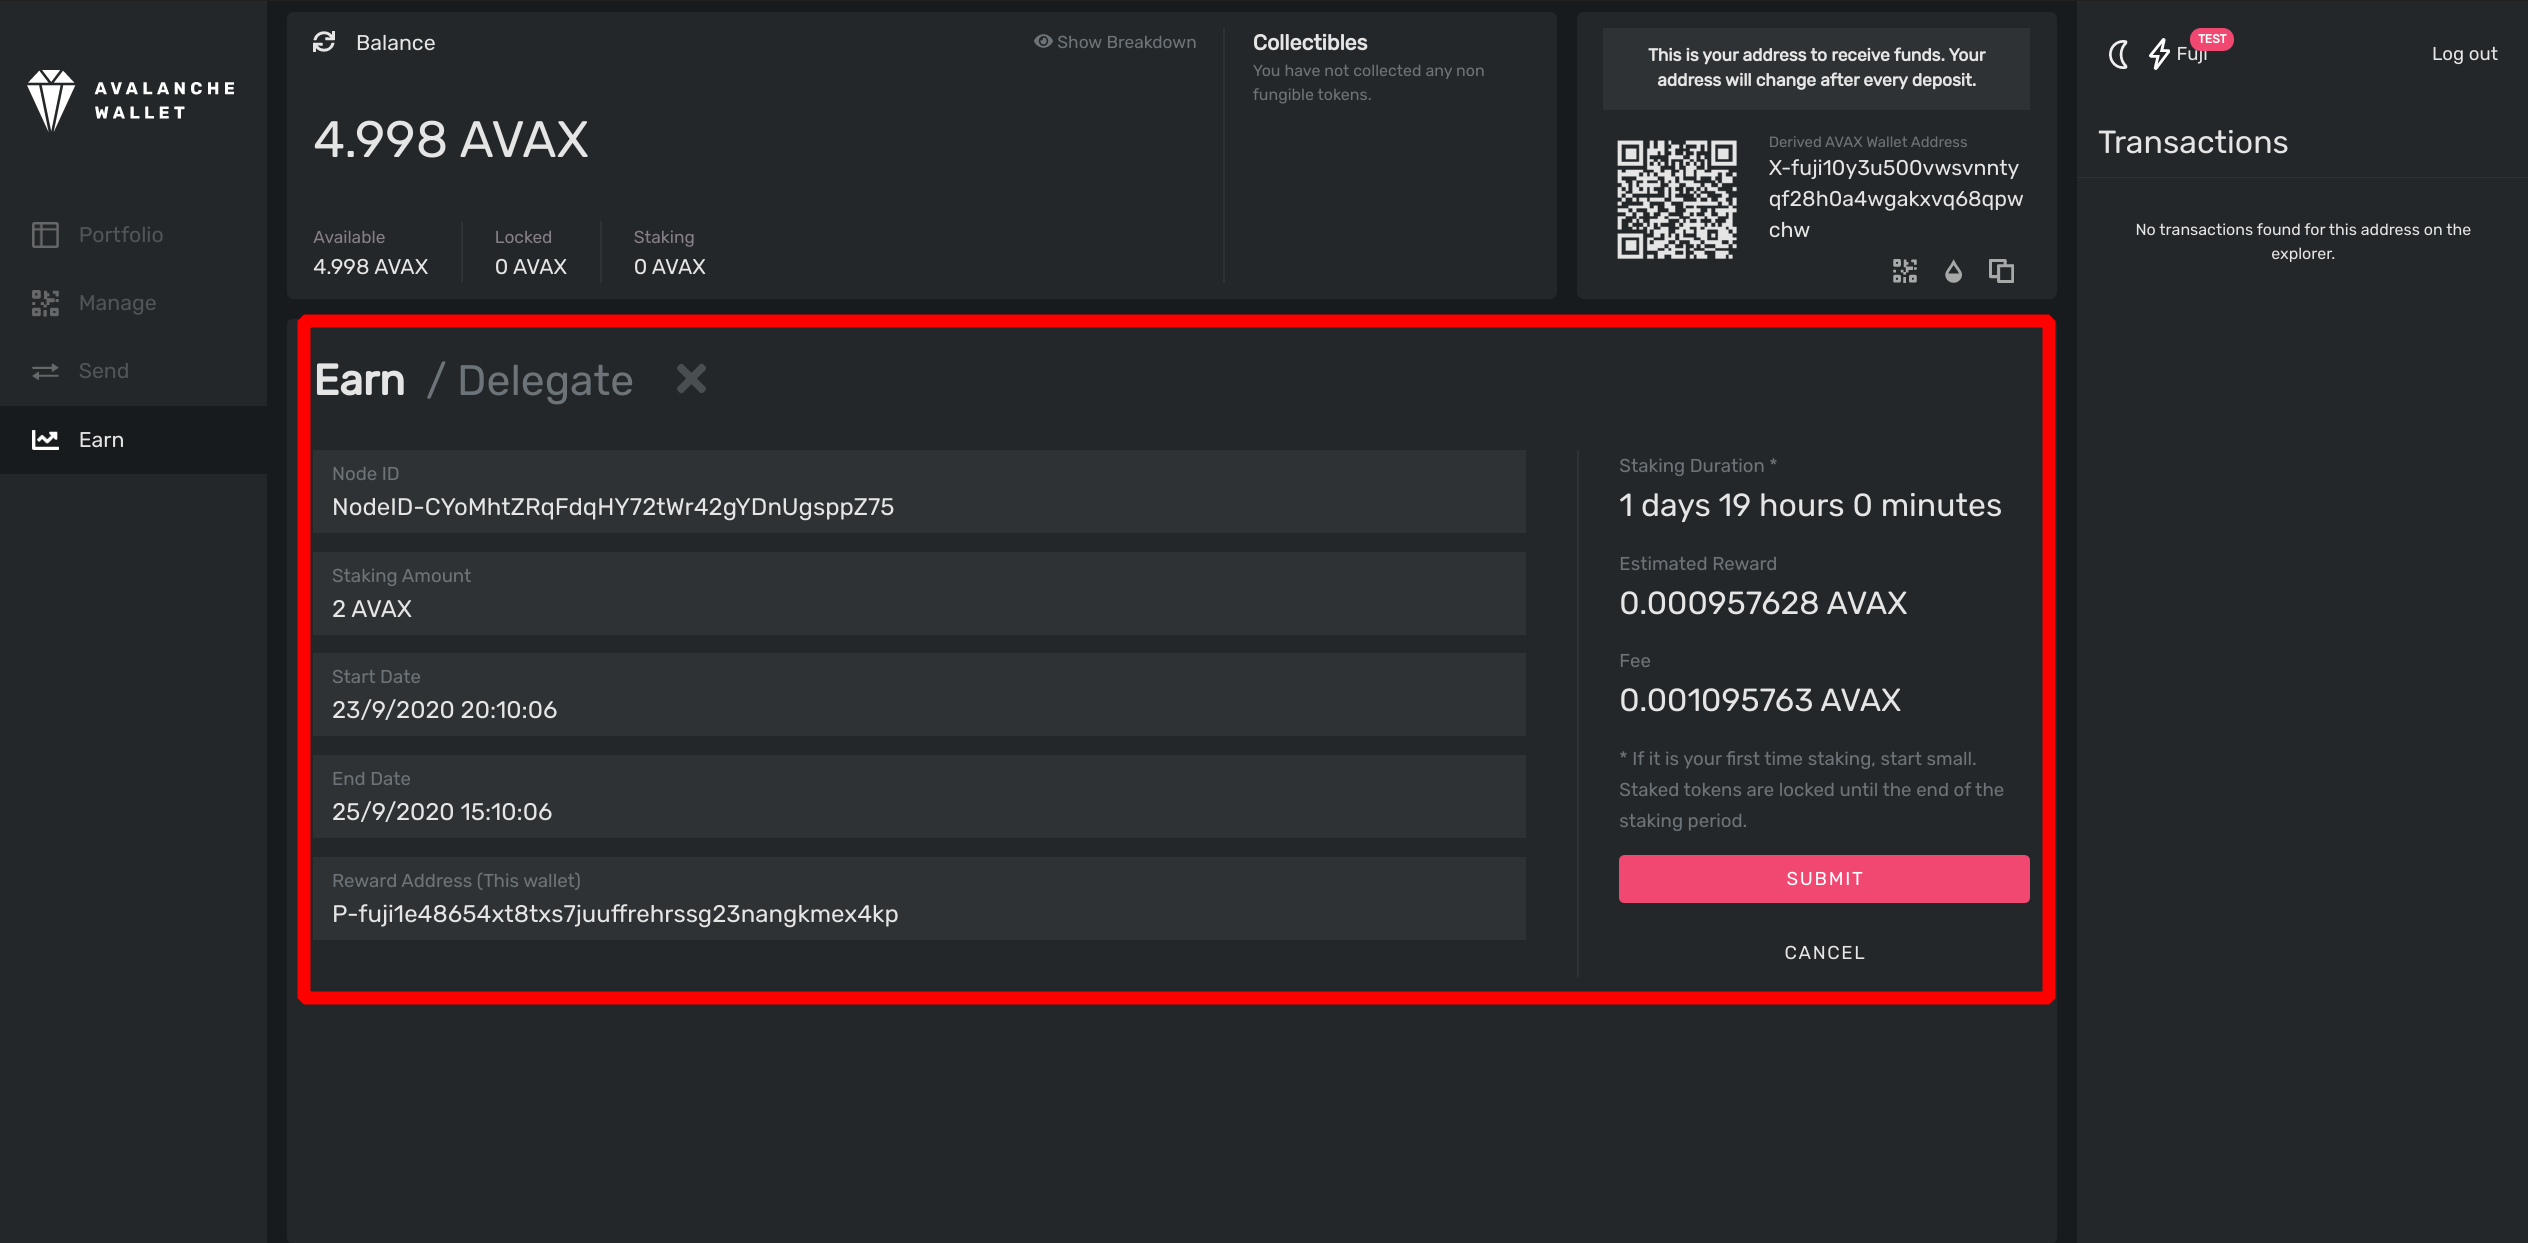 AVALANCHE
WALLET
Portfolio
Manage
Send
Earn
Balance
Show Breakdown
4.998 AVAX
Available
4.998 AVAX
Locked
0 AVAX
Staking
0 AVAX
Collectibles
You have not collected any non
fungible tokens.
This is your address to receive funds. Your
address will change after every deposit.
Derived AVAX Wallet Address
X-fuji10y3u500vwsvnnty
qf28h0a4wgakxvq68qpw
chw
Earn / Delegate
Node ID
NodeID-CYoMhtZRqFdqHY72tWr42gYDnUgsppZ75
Staking Amount
2 AVAX
Start Date
23/9/2020 20:10:06
End Date
25/9/2020 15:10:06
Reward Address (This wallet)
P-fuji1e48654xt8txs7juuffrehrssg23nangkmex4kp
Staking Duration *
1 days 19 hours 0 minutes
Estimated Reward
0.000957628 AVAX
Fee
0.001095763 AVAX
* If it is your first time staking, start small.
Staked tokens are locked until the end of the
staking period.
SUBMIT
CANCEL
TEST
Fuji
Log out
Transactions
No transactions found for this address on the
explorer.